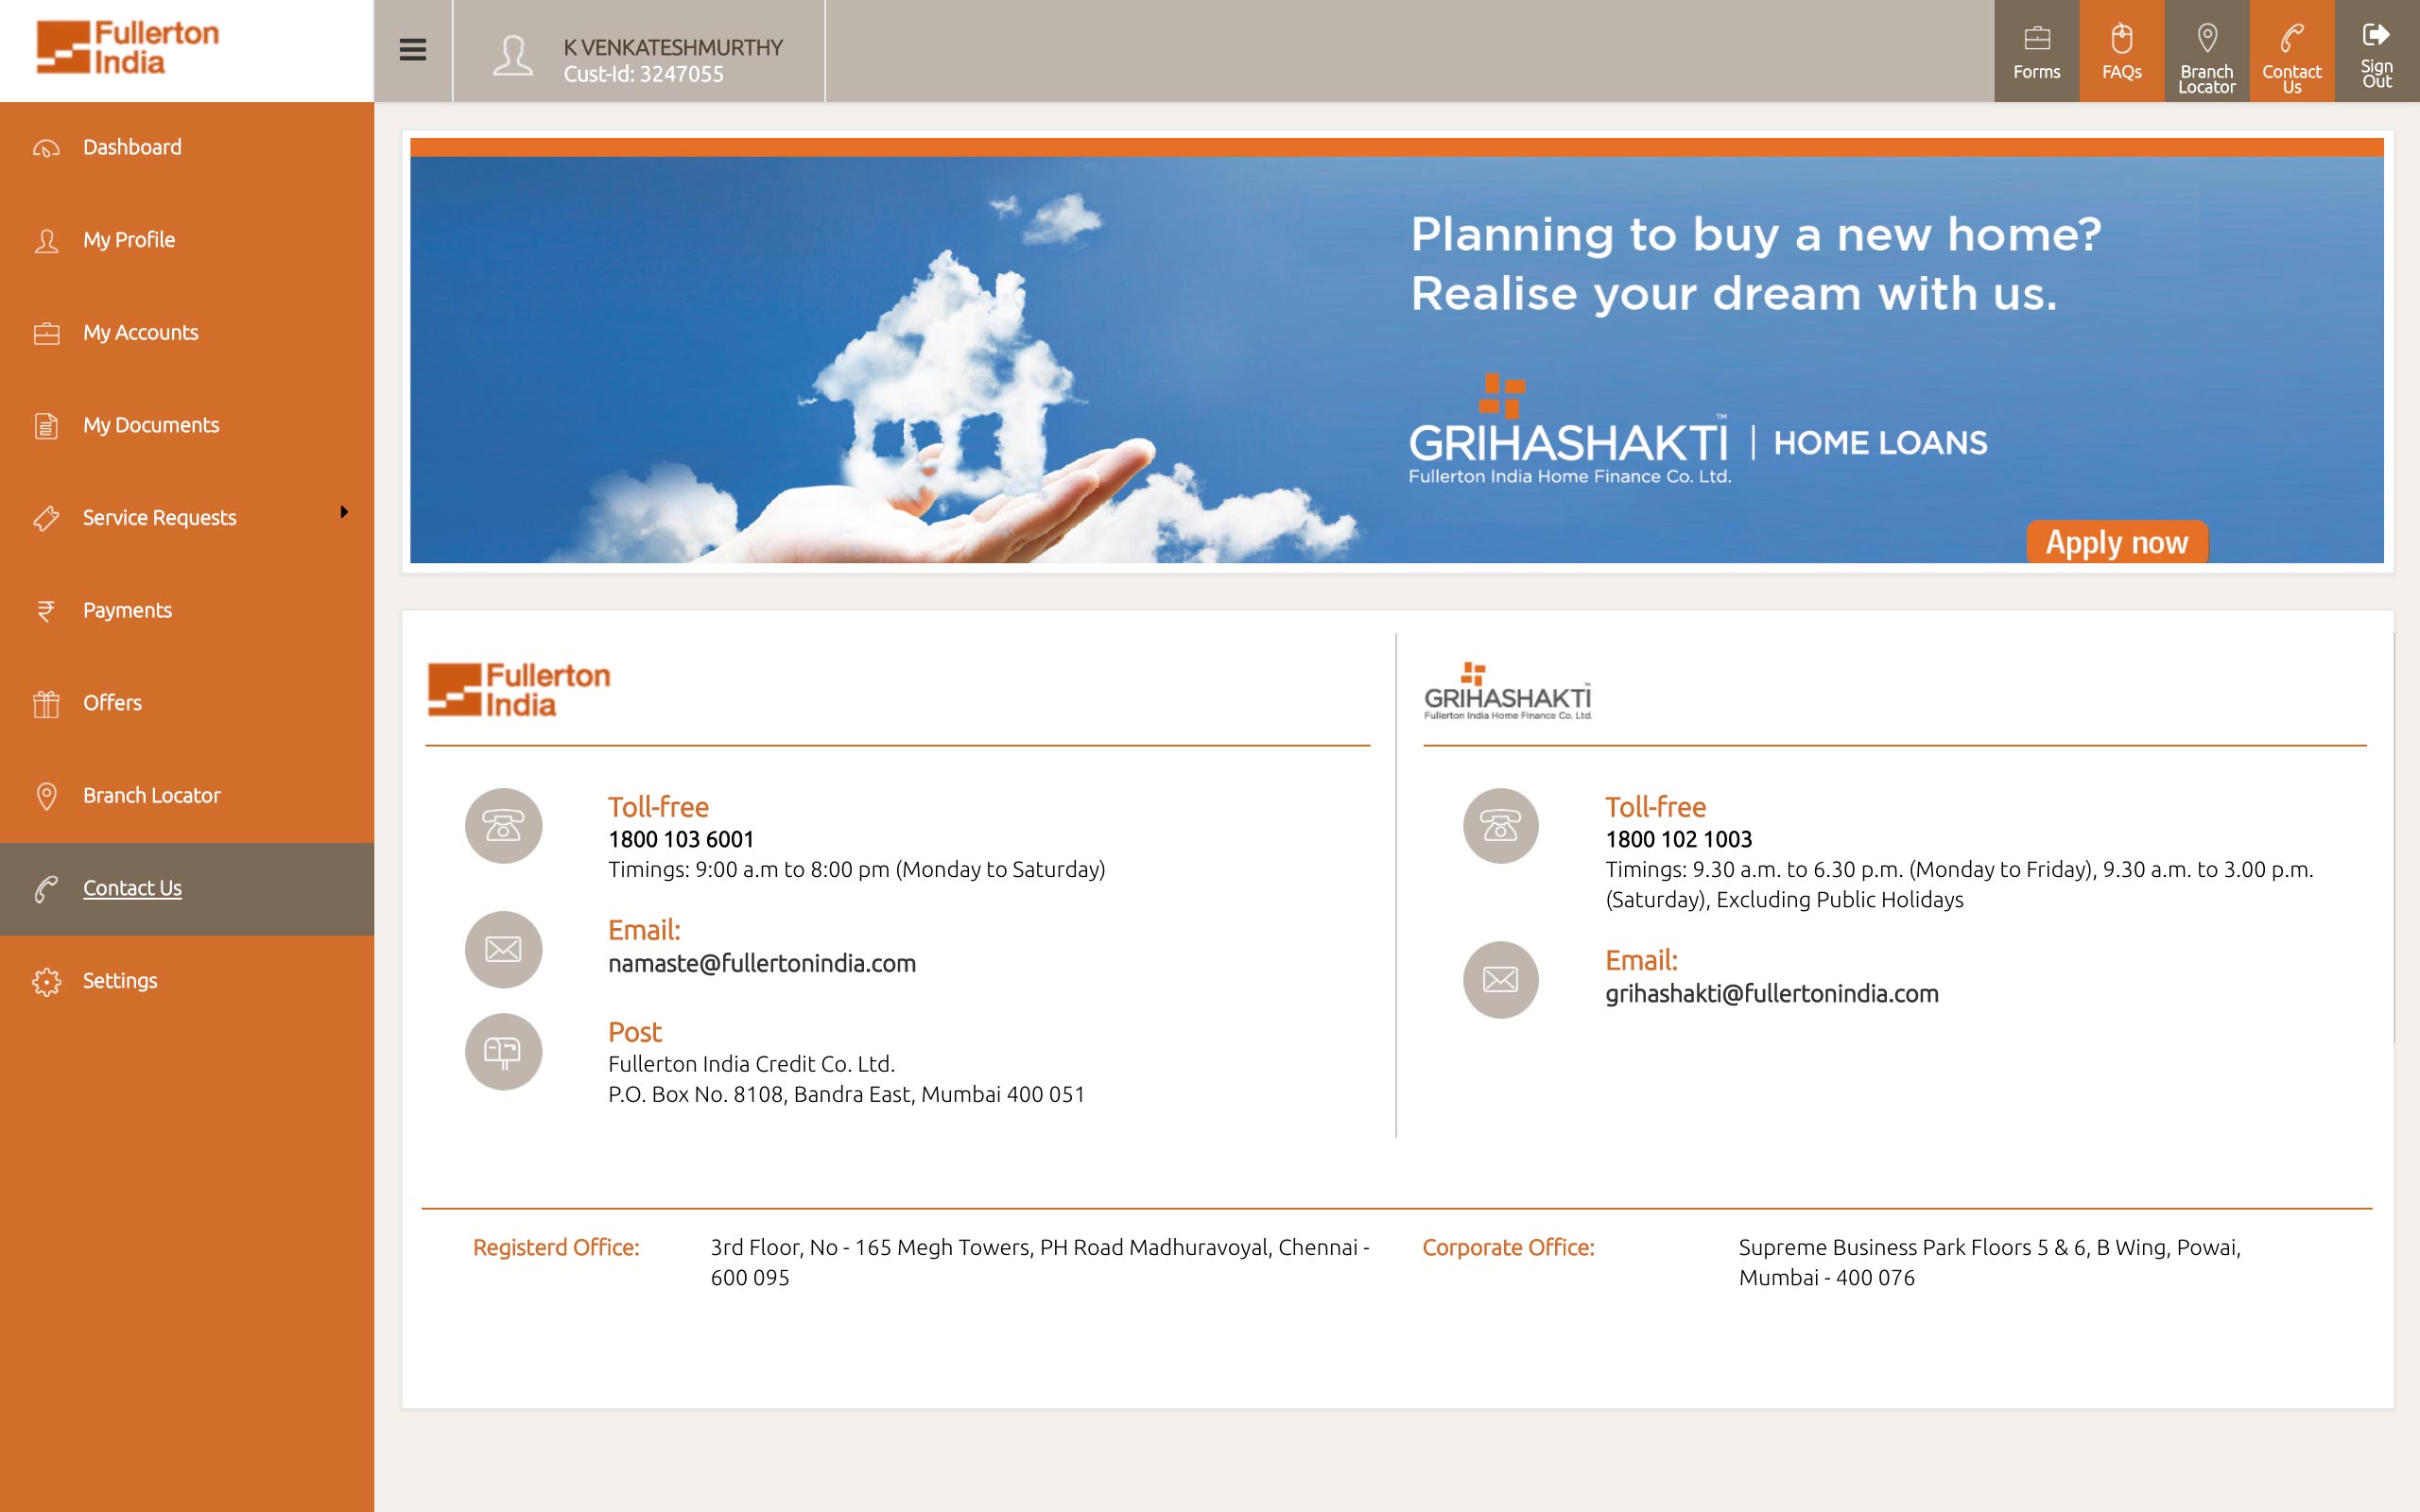 Fullerton
India
K VENKATESHMURTHY
Cust-Id: 3247055
Forms
FAQs
Branch
Locator
Contact
Us
Sign
Out
Dashboard
My Profile
My Accounts
My Documents
Service Requests
Payments
Offers
Branch Locator
Contact Us
Settings
Planning to buy a new home?
Realise your dream with us.
GRIHASHAKTI™ | HOME LOANS
Fullerton India Home Finance Co. Ltd.
Apply now
Fullerton
India
Toll-free
1800 103 6001
Timings: 9:00 a.m to 8:00 pm (Monday to Saturday)
Email:
namaste@fullertonindia.com
Post
Fullerton India Credit Co. Ltd.
P.O. Box No. 8108, Bandra East, Mumbai 400 051
GRIHASHAKTI™
Fullerton India Home Finance Co. Ltd.
Toll-free
1800 102 1003
Timings: 9.30 a.m. to 6.30 p.m. (Monday to Friday), 9.30 a.m. to 3.00 p.m.
(Saturday), Excluding Public Holidays
Email:
grihashakti@fullertonindia.com
Registerd Office:
3rd Floor, No - 165 Megh Towers, PH Road Madhuravoyal, Chennai -
600 095
Corporate Office:
Supreme Business Park Floors 5 & 6, B Wing, Powai,
Mumbai - 400 076